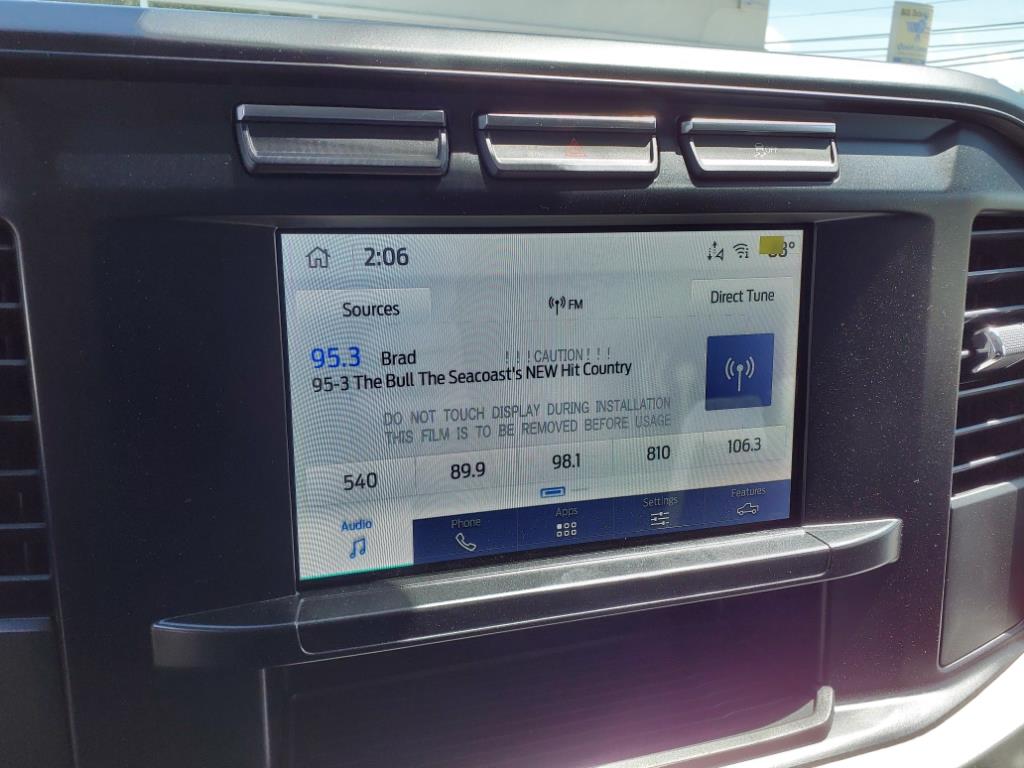 OFF
2:06
Sources
FM
Direct Tune
95.3 Brad
! ! ! CAUTION ! ! !
95-3 The Bull The Seacoast's NEW Hit Country
DO NOT TOUCH DISPLAY DURING INSTALLATION
THIS FILM IS TO BE REMOVED BEFORE USAGE
540 89.9 98.1 810 106.3
Audio Phone Apps Settings Features